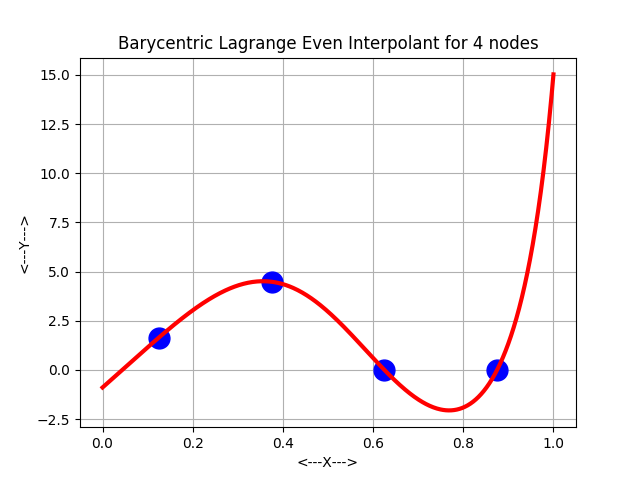 Barycentric Lagrange Even Interpolant for 4 nodes
15.0
12.5
10.0
7.5
5.0
2.5
0.0
−2.5
<---Y--->
0.0 0.2 0.4 0.6 0.8 1.0
<---X--->